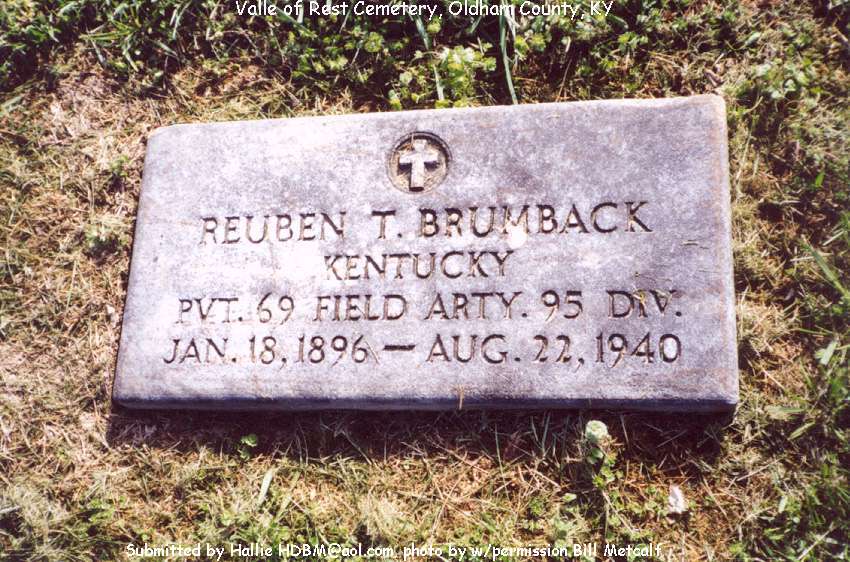 Valle of Rest Cemetery, Oldham County, KY
REUBEN T. BRUMBACK
KENTUCKY
PVT. 69 FIELD ARTY. 95 DIV.
JAN. 18, 1896 — AUG. 22, 1940
Submitted by Hallie HDBM@aol.com photo by w/permission Bill Metcalf